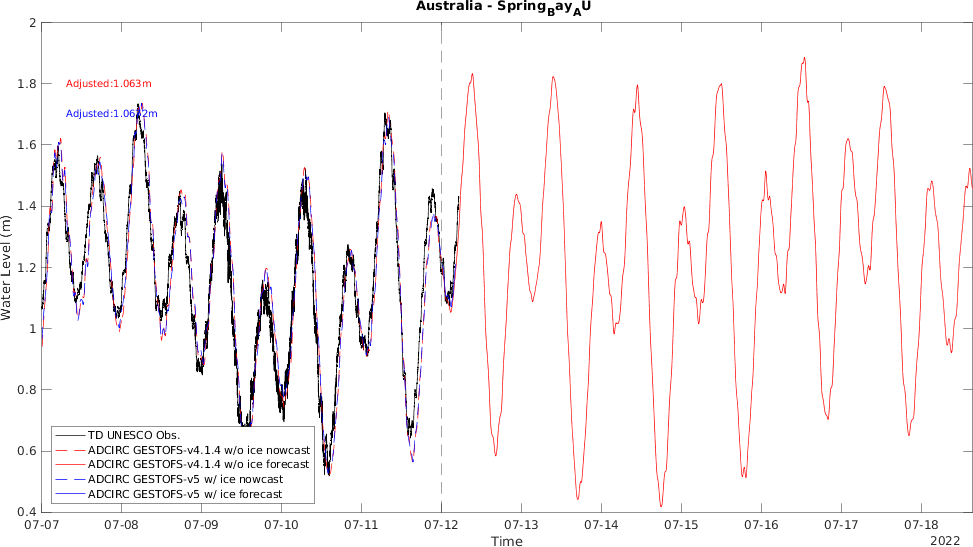 Australia - Spring_Bay_AU
2
1.8
1.6
1.4
1.2
1
0.8
0.6
0.4
Water Level (m)
Adjusted:1.063m
TD UNESCO Obs.
ADCIRC GESTOFS-v4.1.4 w/o ice nowcast
ADCIRC GESTOFS-v4.1.4 w/o ice forecast
ADCIRC GESTOFS-v5 w/ ice nowcast
ADCIRC GESTOFS-v5 w/ ice forecast
07-07 07-08 07-09 07-10 07-11 07-12 07-13 07-14 07-15 07-16 07-17 07-18
Time
2022